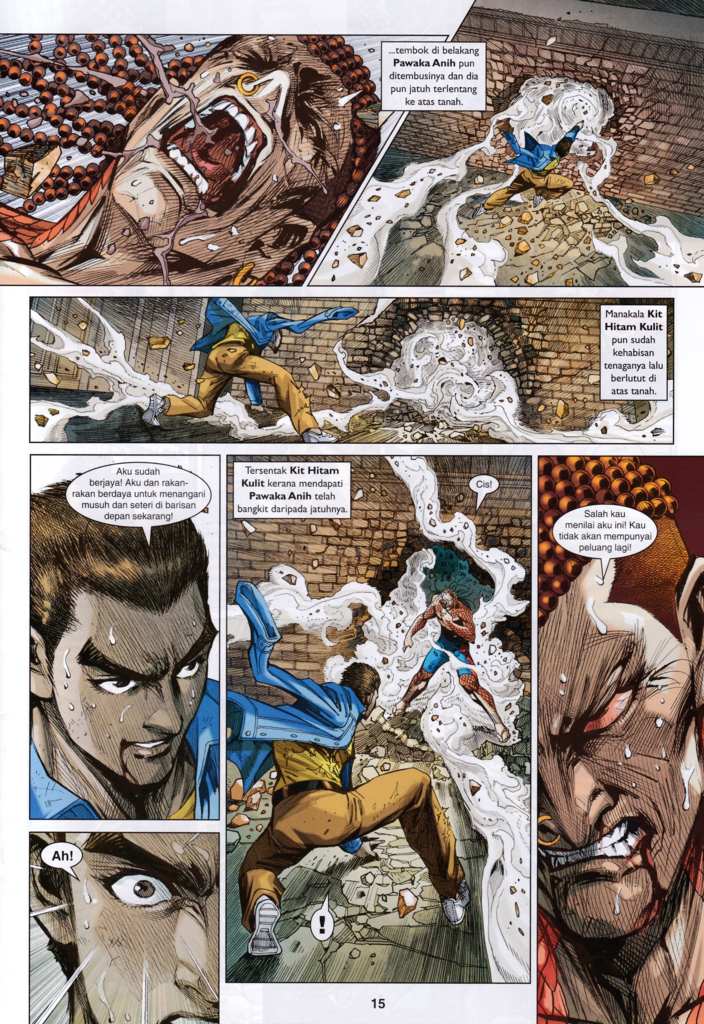 ...tembok di belakang
Pawaka Anih pun
ditembusinya dan dia
pun jatuh terlentang
ke atas tanah.
Manakala Kit
Hitam Kulit
pun sudah
kehabisan
tenaganya lalu
berlutut di
atas tanah.
Aku sudah
berjaya! Aku dan rakan-
rakan berdaya untuk menangani
musuh dan seteri di barisan
depan sekarang!
Ah!
Tersentak Kit Hitam
Kulit kerana mendapati
Pawaka Anih telah
bangkit daripada jatuhnya.
Cis!
!
Salah kau
menilai aku ini! Kau
tidak akan mempunyai
peluang lagi!
15